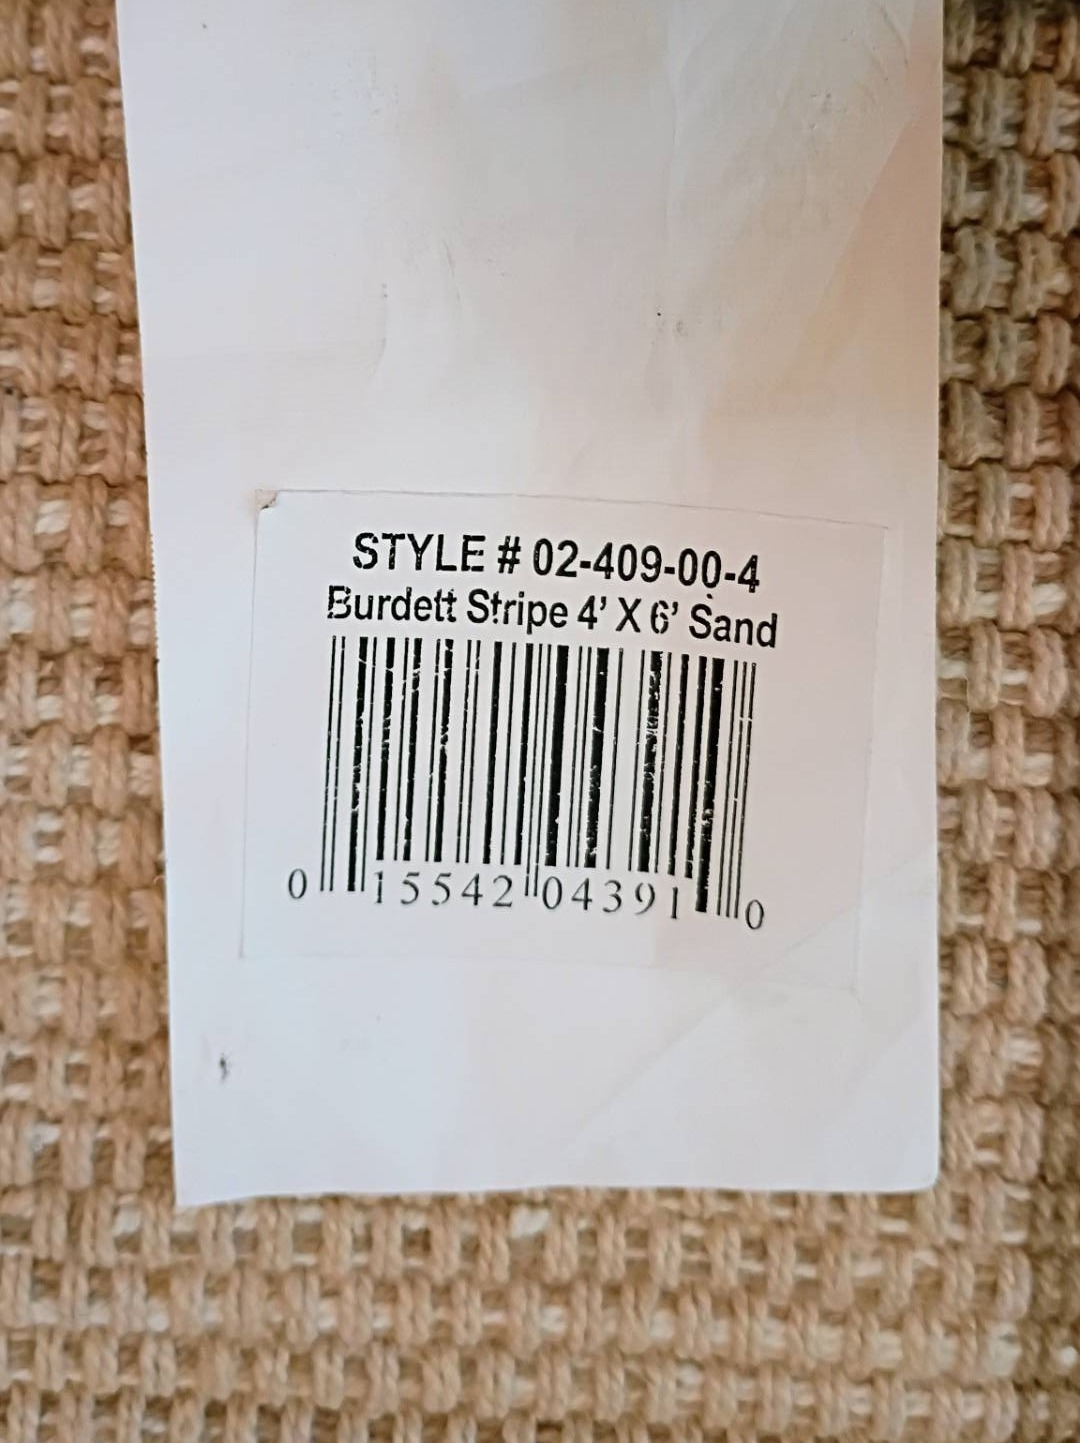 STYLE # 02-409-00-4
Burdett Stripe 4' X 6' Sand
0 15542 04391 0